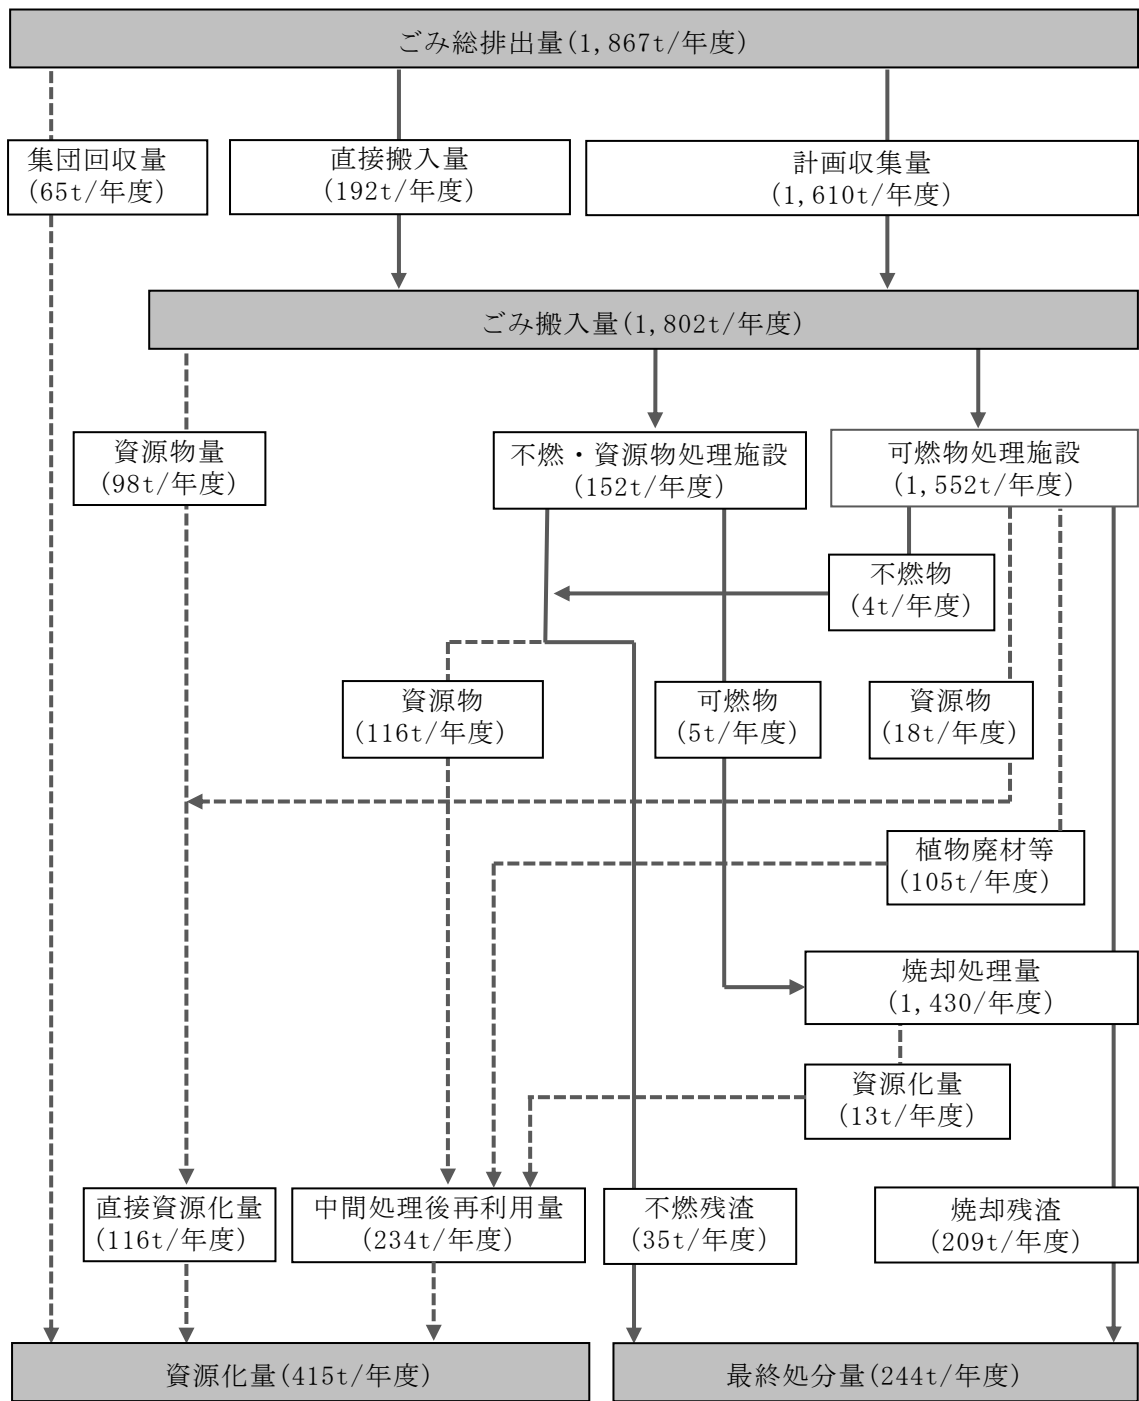 ごみ総排出量(1,867t/年度)
集団回収量
(65t/年度)
直接搬入量
(192t/年度)
計画収集量
(1,610t/年度)
ごみ搬入量(1,802t/年度)
資源物量
(98t/年度)
不燃・資源物処理施設
(152t/年度)
可燃物処理施設
(1,552t/年度)
不燃物
(4t/年度)
資源物
(116t/年度)
可燃物
(5t/年度)
資源物
(18t/年度)
植物廃材等
(105t/年度)
焼却処理量
(1,430/年度)
資源化量
(13t/年度)
直接資源化量
(116t/年度)
中間処理後再利用量
(234t/年度)
不燃残渣
(35t/年度)
焼却残渣
(209t/年度)
資源化量(415t/年度)
最終処分量(244t/年度)